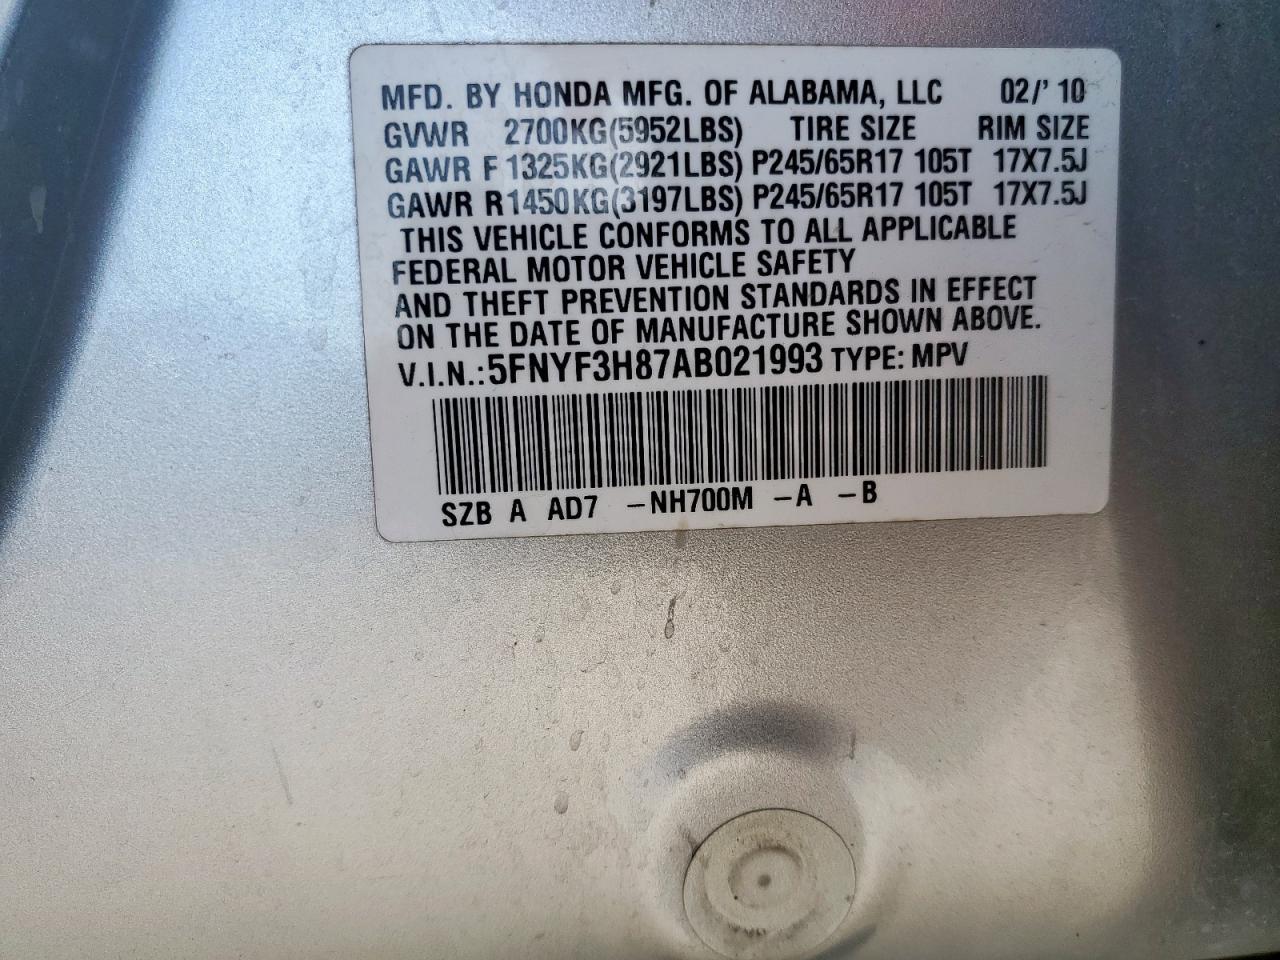 MFD. BY HONDA MFG. OF ALABAMA, LLC 02/'10
GVWR 2700KG(5952LBS) TIRE SIZE RIM SIZE
GAWR F 1325KG(2921LBS) P245/65R17 105T 17X7.5J
GAWR R 1450KG(3197LBS) P245/65R17 105T 17X7.5J
THIS VEHICLE CONFORMS TO ALL APPLICABLE
FEDERAL MOTOR VEHICLE SAFETY
AND THEFT PREVENTION STANDARDS IN EFFECT
ON THE DATE OF MANUFACTURE SHOWN ABOVE.
V.I.N.: 5FNYF3H87AB021993 TYPE: MPV
SZB A AD7 -NH700M -A -B